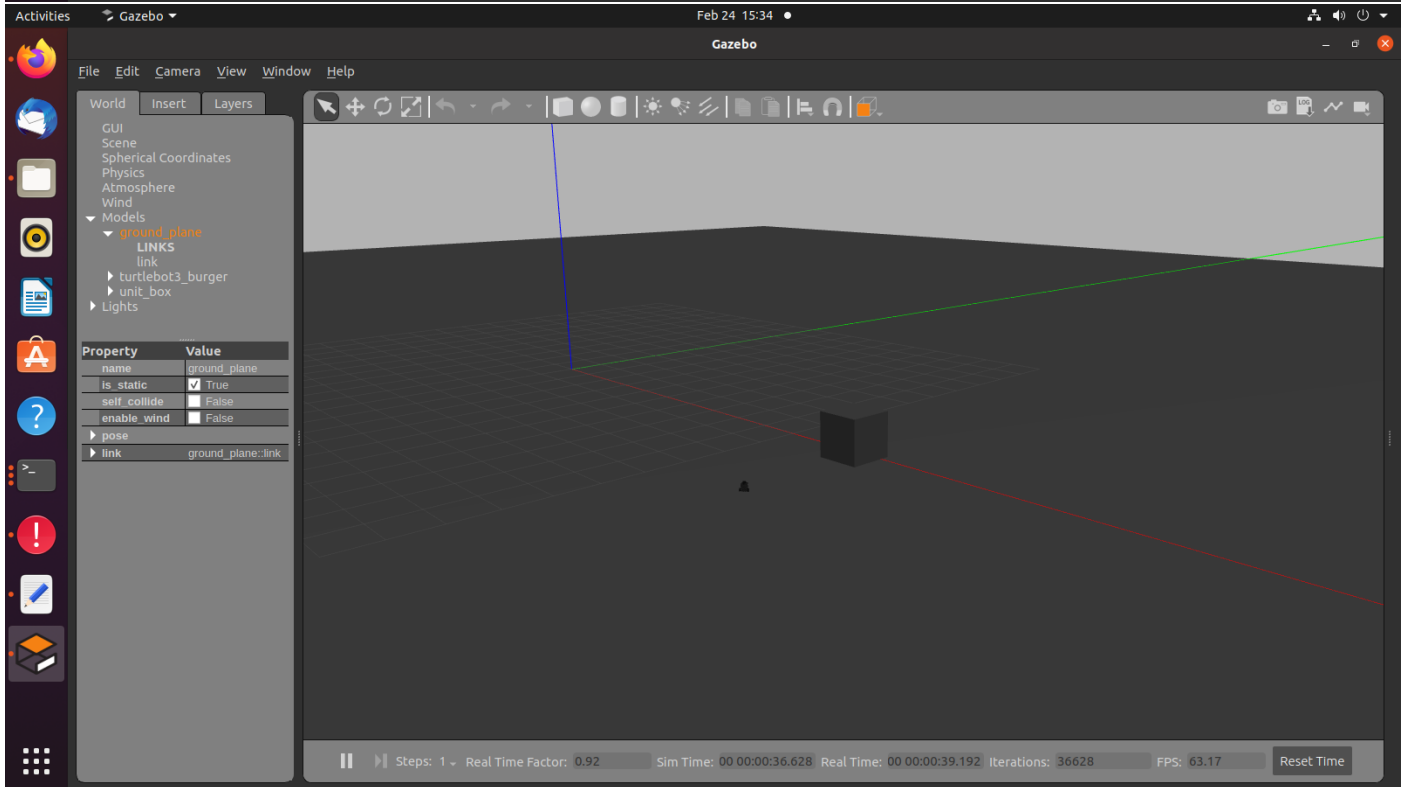 Activities Gazebo Feb 24 15:34
Gazebo
File Edit Camera View Window Help
World Insert Layers
LOG
GUI
Scene
Spherical Coordinates
Physics
Atmosphere
Wind
Models
ground_plane
LINKS
link
turtlebot3_burger
unit_box
Lights
Property Value
name ground_plane
is_static True
self_collide False
enable_wind False
pose
link ground_plane::link
Steps: 1 Real Time Factor: 0.92 Sim Time: 00 00:00:36.628 Real Time: 00 00:00:39.192 Iterations: 36628 FPS: 63.17 Reset Time